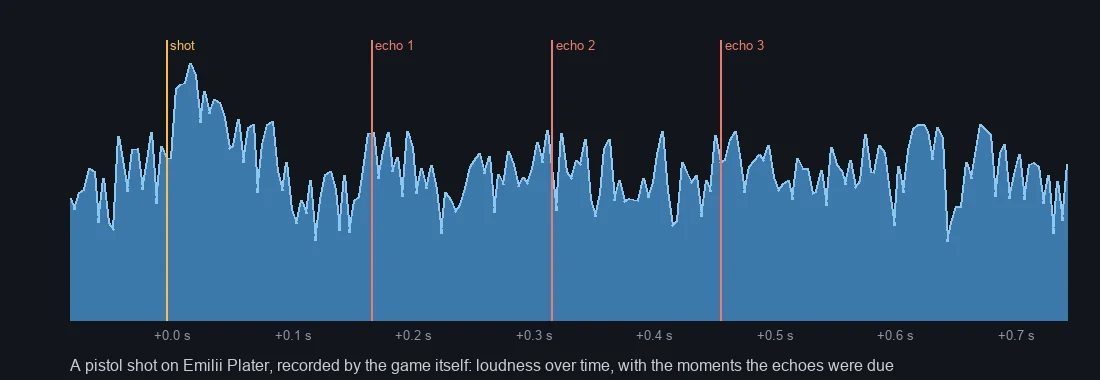 shot
echo 1
echo 2
echo 3
+0.0 s
+0.1 s
+0.2 s
+0.3 s
+0.4 s
+0.5 s
+0.6 s
+0.7 s
A pistol shot on Emilii Plater, recorded by the game itself: loudness over time, with the moments the echoes were due